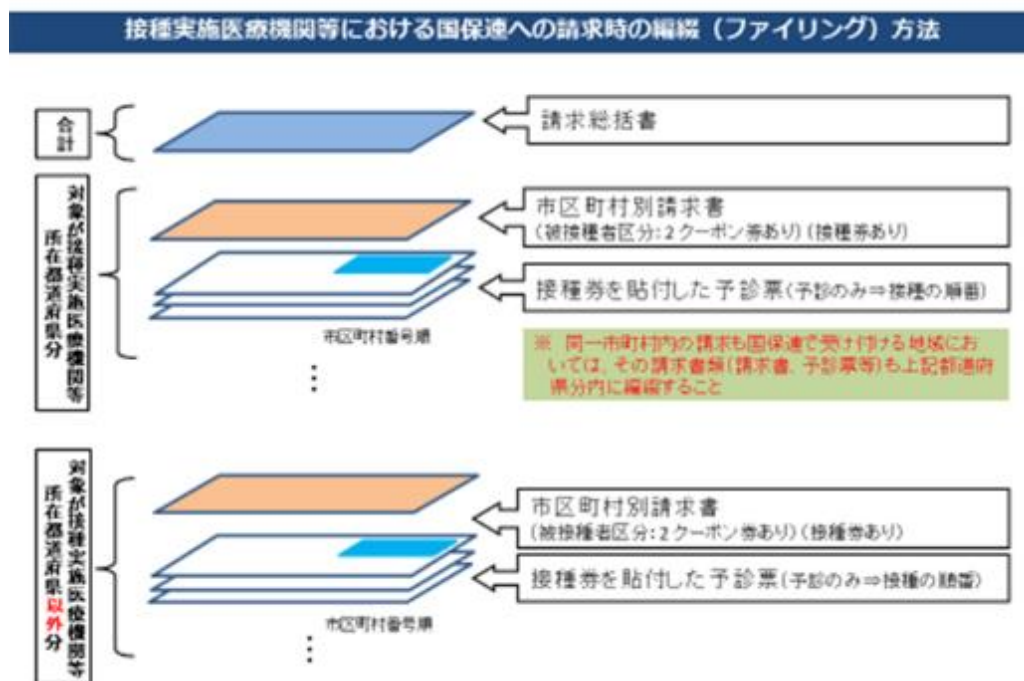 接種実施医療機関等における国保連への請求時の編綴（ファイリング）方法
合計
請求総括書
対象が接種実施医療機関等
所在都道府県分
市区町村別請求書
(被接種者区分:2クーポン券あり)(接種券あり)
接種券を貼付した予診票(予診のみ⇒接種の順番)
市区町村番号順
⋮
※ 同一市町村内の請求も国保連で受け付ける地域にお
いては、その請求書類(請求書、予診票等)も上記都道府
県分内に編綴すること
対象が接種実施医療機関等
所在都道府県以外分
市区町村別請求書
(被接種者区分:2クーポン券あり)(接種券あり)
接種券を貼付した予診票(予診のみ⇒接種の順番)
市区町村番号順
⋮